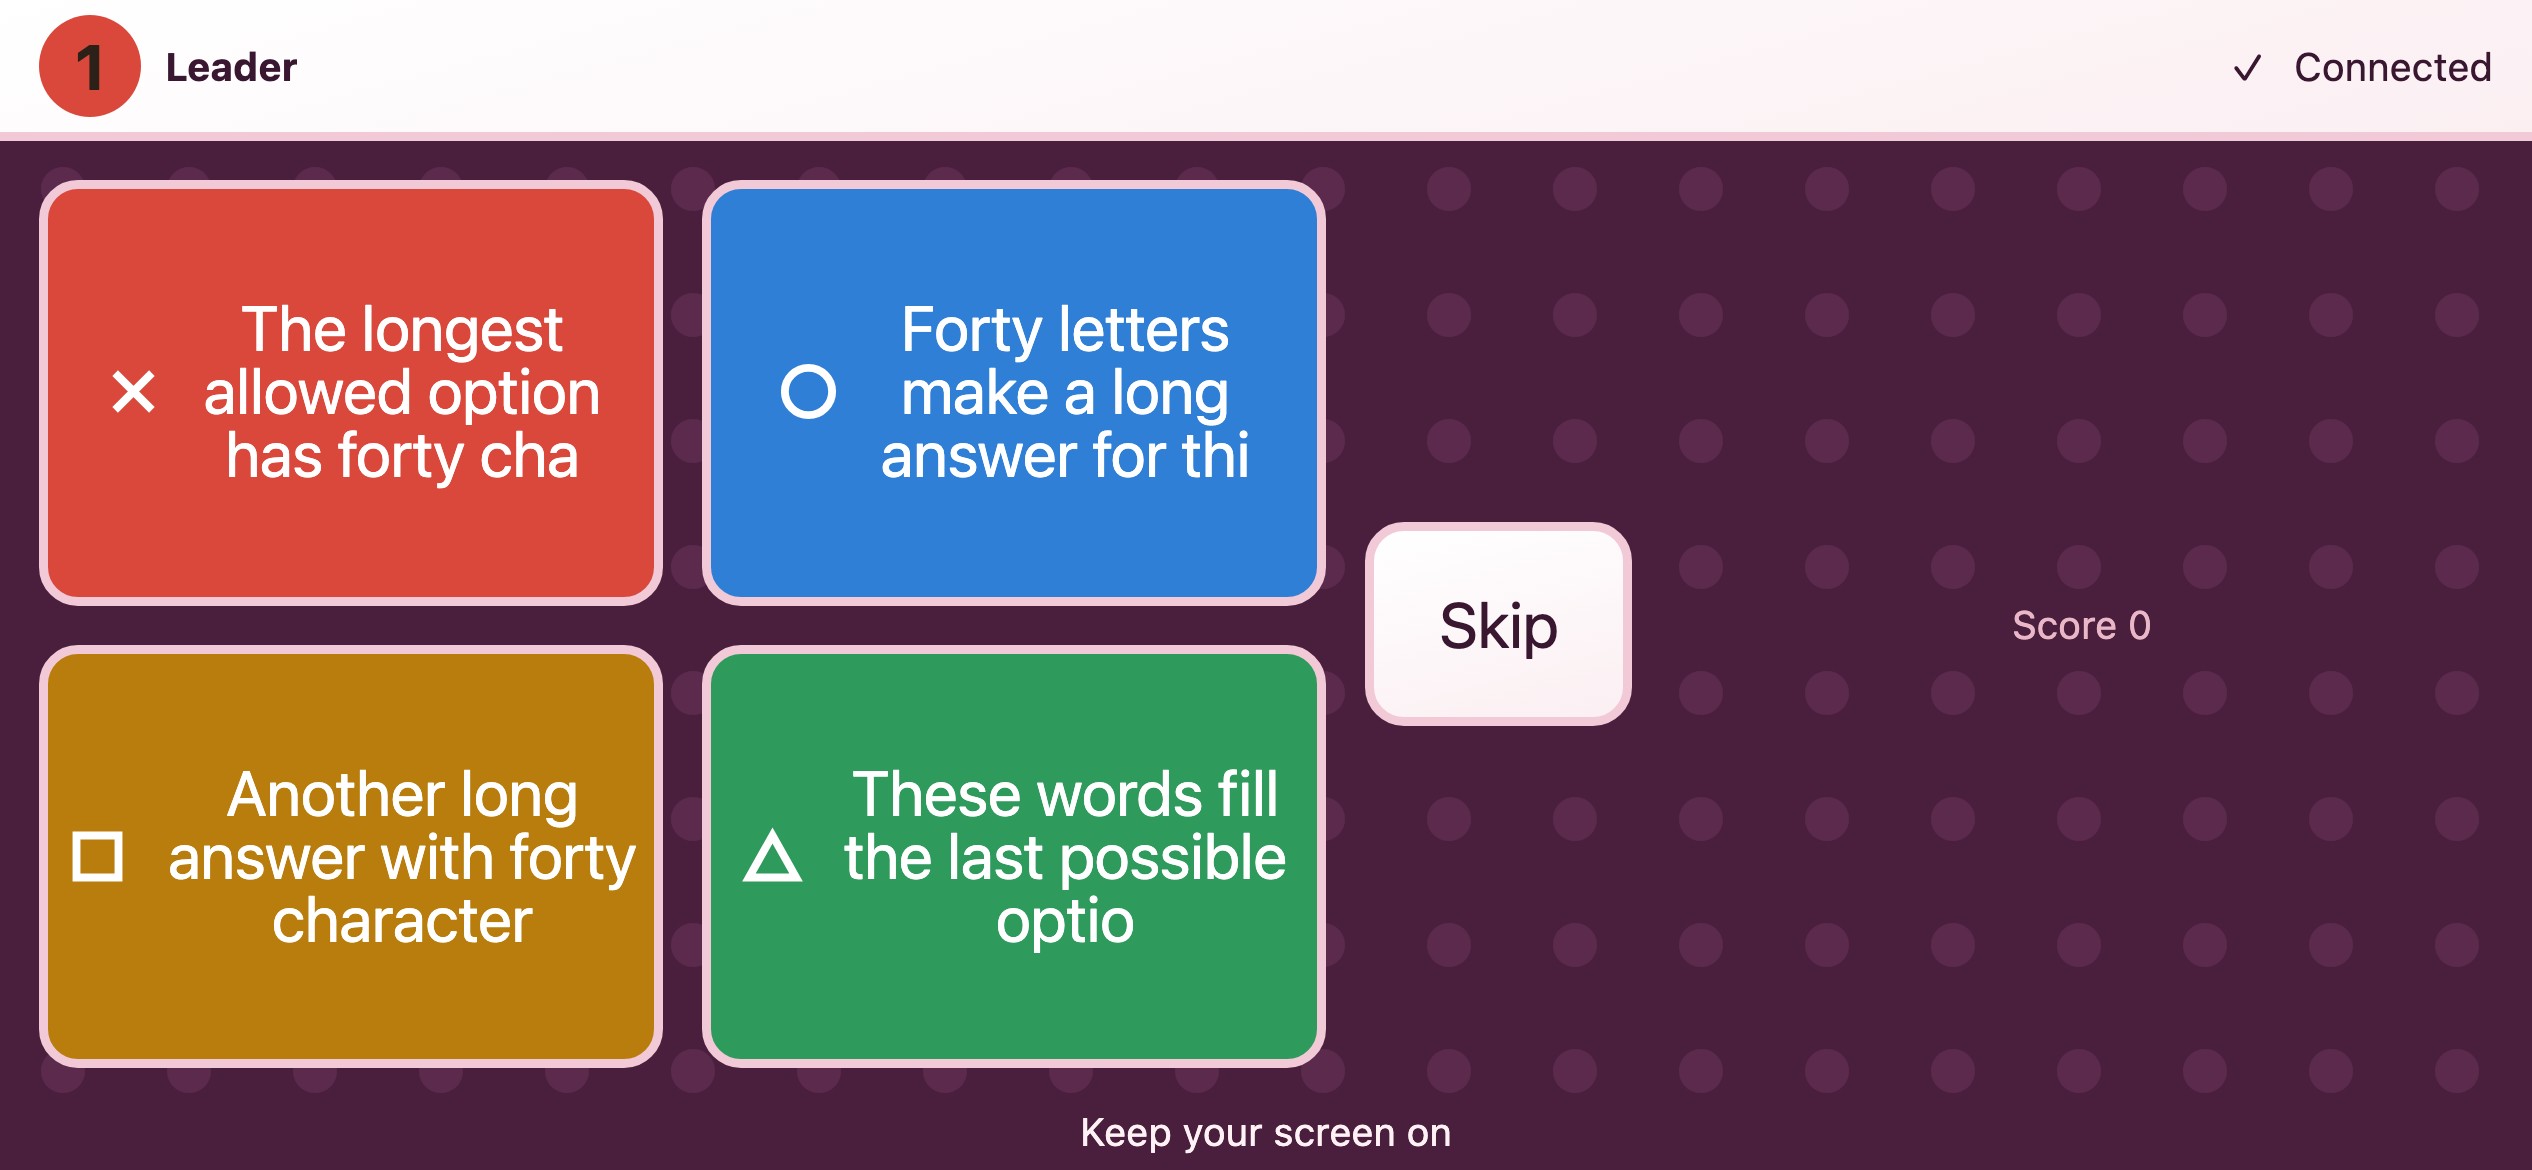 1 Leader
✓ Connected
The longest
allowed option
has forty cha
Forty letters
make a long
answer for thi
Another long
answer with forty
character
These words fill
the last possible
optio
Skip
Score 0
Keep your screen on